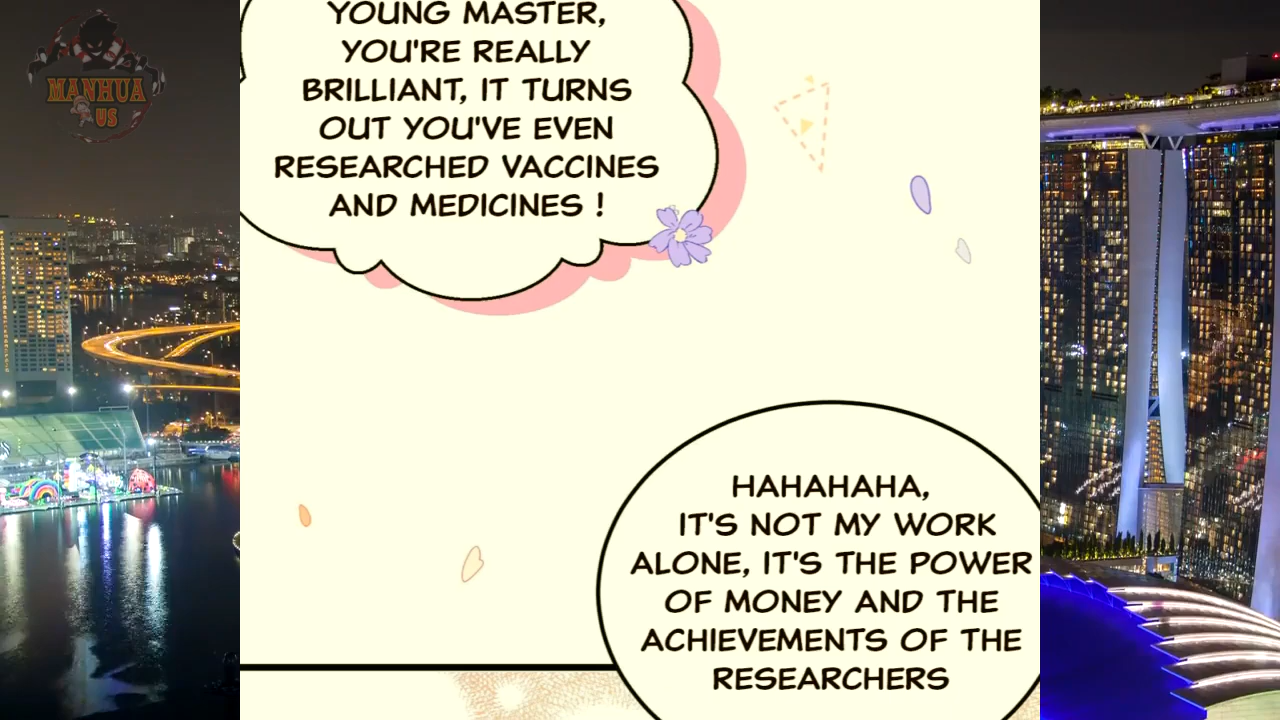 MANHUA
US
YOUNG MASTER,
YOU'RE REALLY
BRILLIANT, IT TURNS
OUT YOU'VE EVEN
RESEARCHED VACCINES
AND MEDICINES !
HAHAHAHA,
IT'S NOT MY WORK
ALONE, IT'S THE POWER
OF MONEY AND THE
ACHIEVEMENTS OF THE
RESEARCHERS